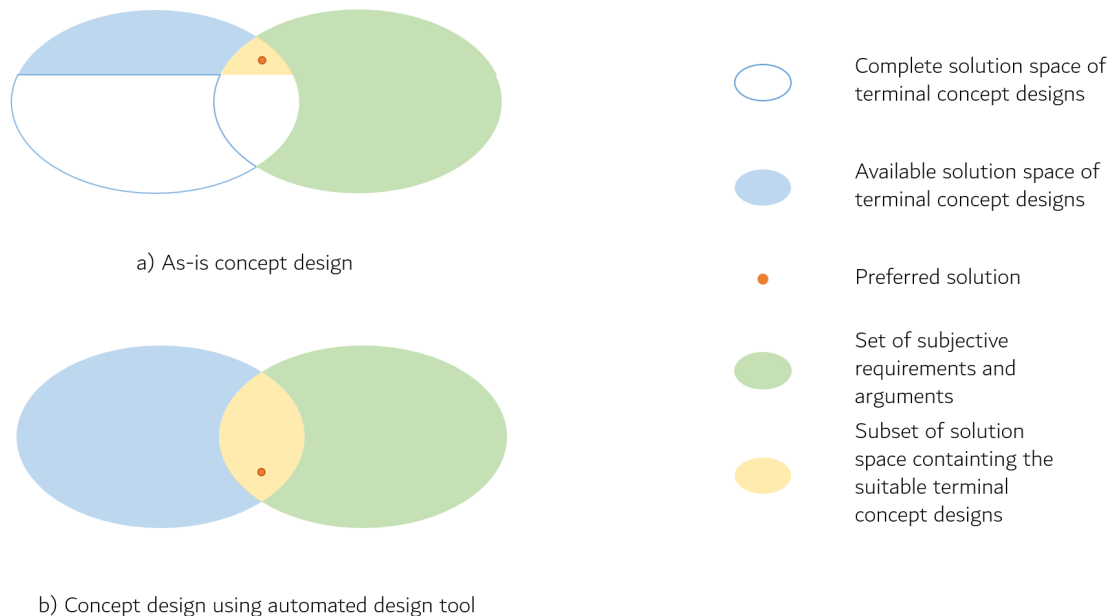 Complete solution space of
terminal concept designs
Available solution space of
terminal concept designs
a) As-is concept design
Preferred solution
Set of subjective
requirements and
arguments
Subset of solution
space containting the
suitable terminal
concept designs
b) Concept design using automated design tool